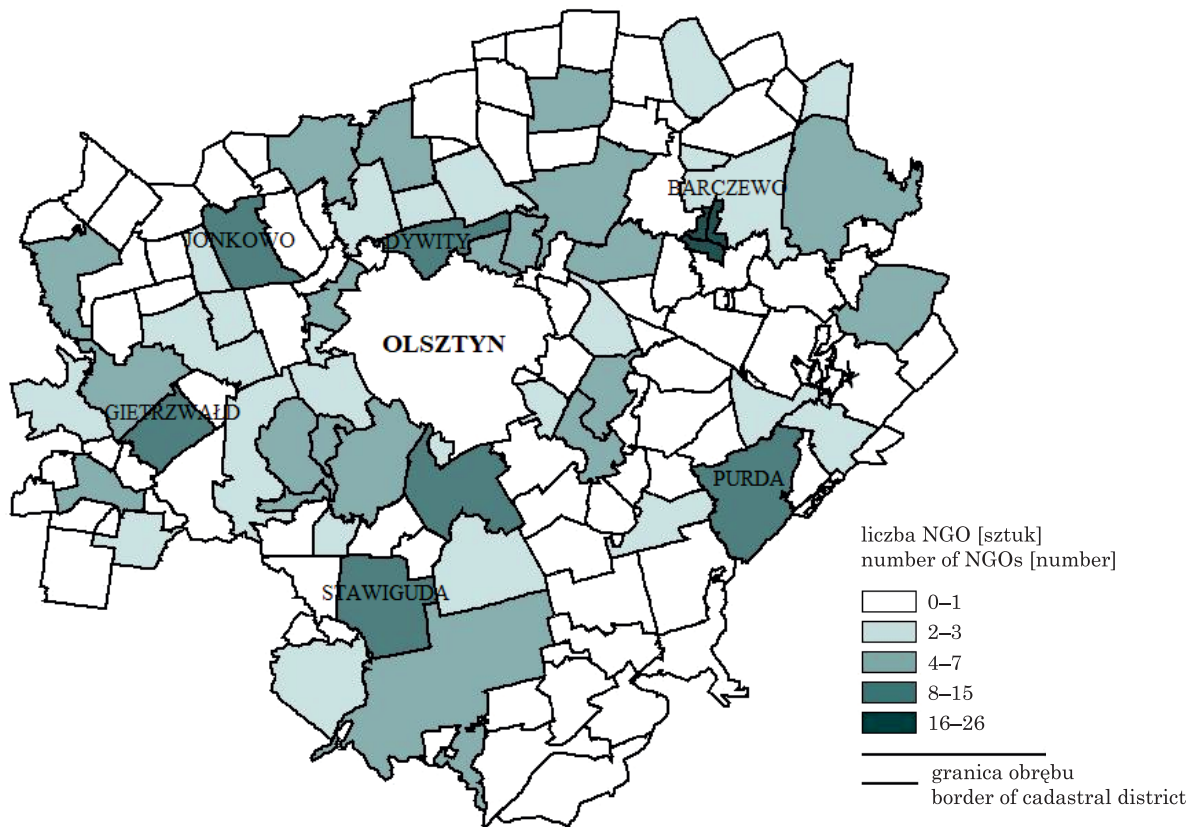 BARCZEWO
JONKOWO
DYWITY
OLSZTYN
GIETRZWAŁD
PURDA
STAWIGUDA
liczba NGO [sztuk]
number of NGOs [number]
0–1
2–3
4–7
8–15
16–26
granica obrębu
border of cadastral district